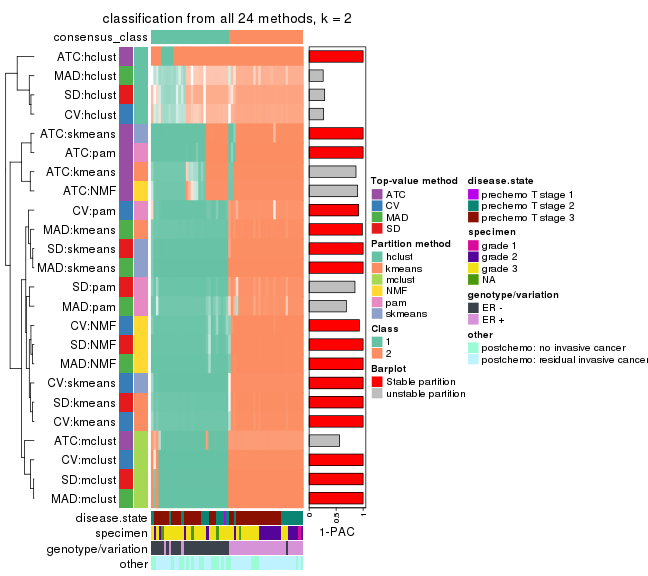 classification from all 24 methods, k = 2
consensus_class
ATC:hclust
MAD:hclust
SD:hclust
CV:hclust
ATC:skmeans
ATC:pam
ATC:kmeans
ATC:NMF
CV:pam
MAD:kmeans
SD:skmeans
MAD:skmeans
SD:pam
MAD:pam
CV:NMF
SD:NMF
MAD:NMF
CV:skmeans
SD:kmeans
CV:kmeans
ATC:mclust
CV:mclust
SD:mclust
MAD:mclust
disease.state
specimen
genotype/variation
other
0
0.5
1
1-PAC
Top-value method
ATC
CV
MAD
SD
Partition method
hclust
kmeans
mclust
NMF
pam
skmeans
Class
1
2
Barplot
Stable partition
unstable partition
disease.state
prechemo T stage 1
prechemo T stage 2
prechemo T stage 3
specimen
grade 1
grade 2
grade 3
NA
genotype/variation
ER -
ER +
other
postchemo: no invasive cancer
postchemo: residual invasive cancer